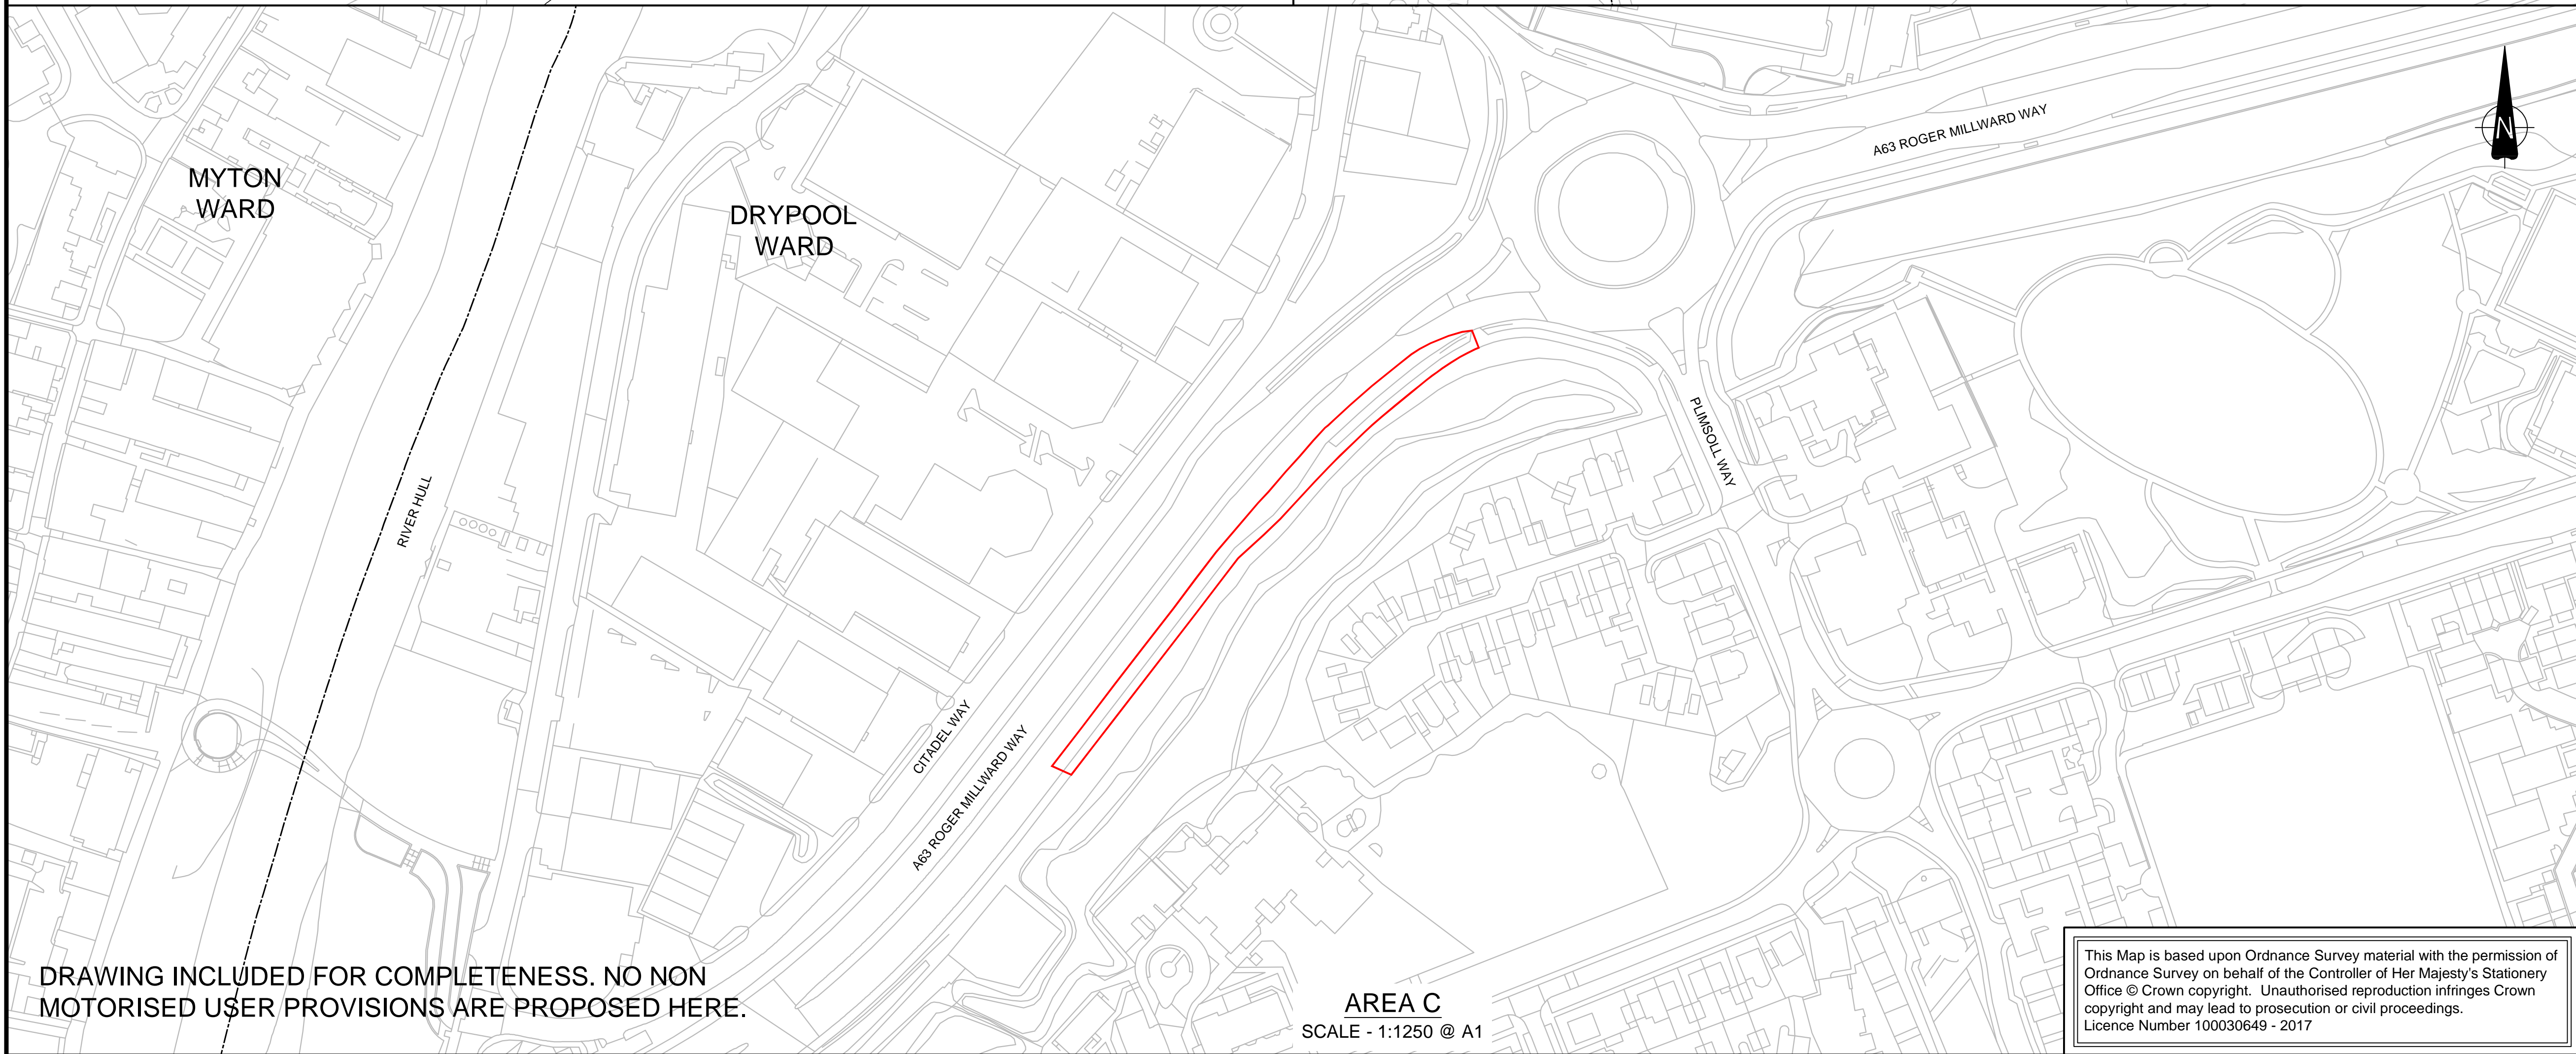 MYTON
WARD
DRYPOOL
WARD
A63 ROGER MILLWARD WAY
N
PLIMSOLL WAY
RIVER HULL
CITADEL WAY
A63 ROGER MILLWARD WAY
DRAWING INCLUDED FOR COMPLETENESS. NO NON
MOTORISED USER PROVISIONS ARE PROPOSED HERE.
AREA C
SCALE - 1:1250 @ A1
This Map is based upon Ordnance Survey material with the permission of
Ordnance Survey on behalf of the Controller of Her Majesty's Stationery
Office © Crown copyright. Unauthorised reproduction infringes Crown
copyright and may lead to prosecution or civil proceedings.
Licence Number 100030649 - 2017